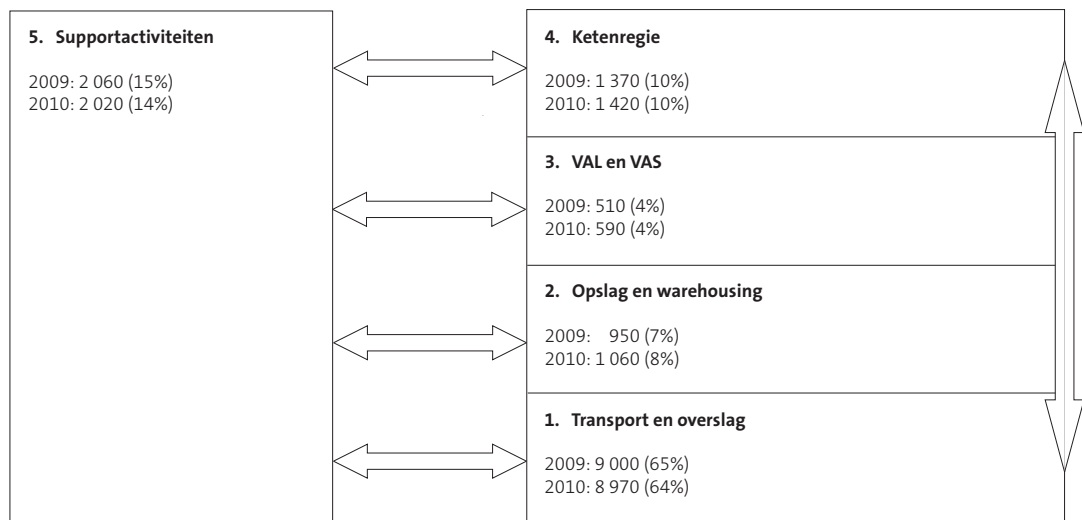 5. Supportactiviteiten
2009: 2 060 (15%)
2010: 2 020 (14%)
4. Ketenregie
2009: 1 370 (10%)
2010: 1 420 (10%)
3. VAL en VAS
2009: 510 (4%)
2010: 590 (4%)
2. Opslag en warehousing
2009: 950 (7%)
2010: 1 060 (8%)
1. Transport en overslag
2009: 9 000 (65%)
2010: 8 970 (64%)